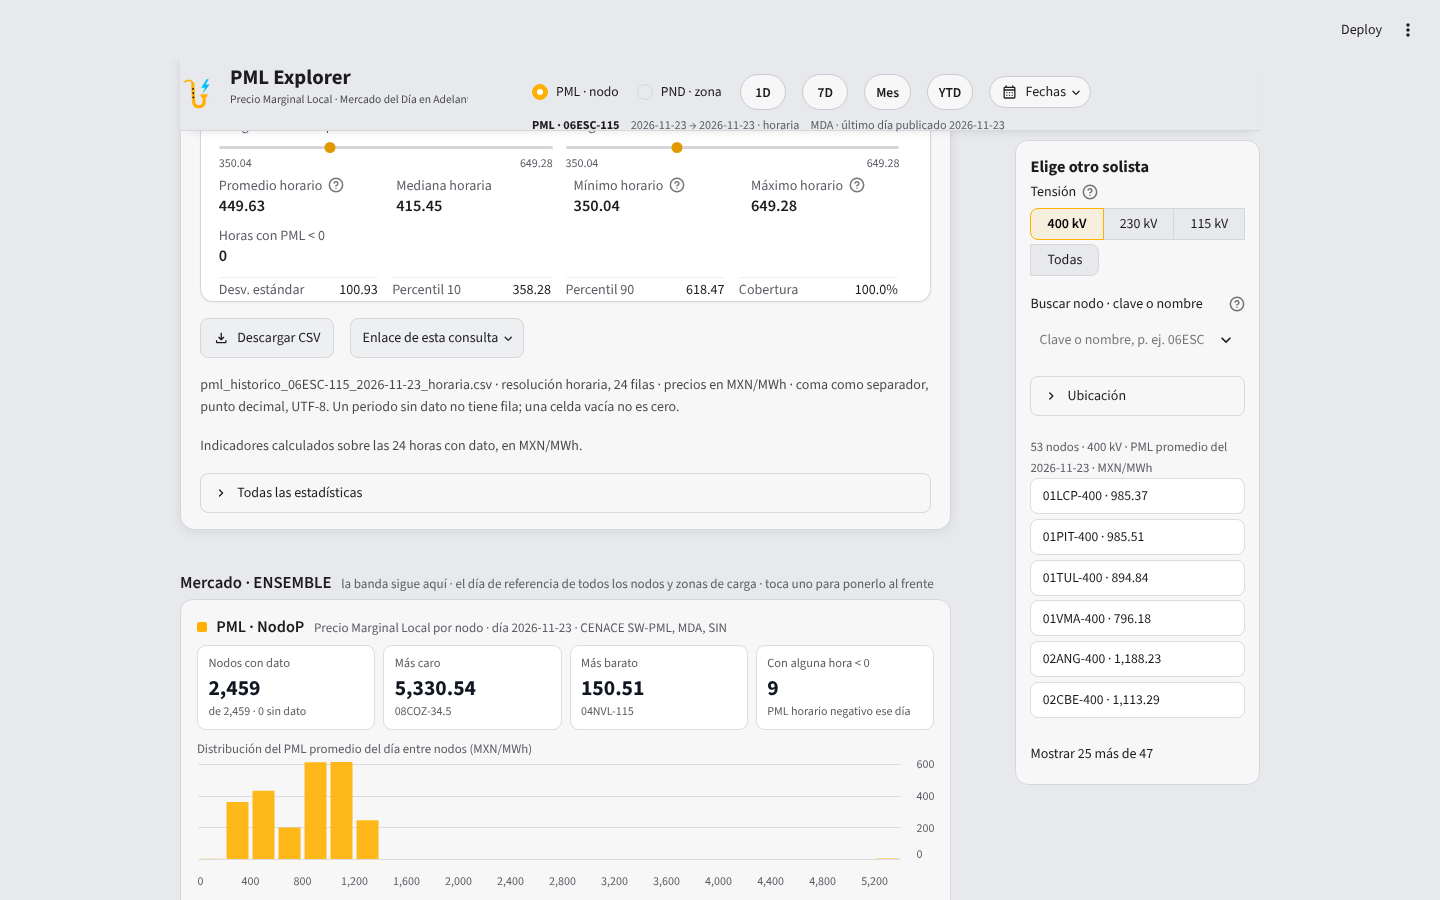 Deploy
PML Explorer
Precio Marginal Local · Mercado del Día en Adelan
PML · nodo
PND · zona
1D
7D
Mes
YTD
Fechas
PML · 06ESC-115 2026-11-23 → 2026-11-23 · horaria MDA · último día publicado 2026-11-23
350.04 649.28 350.04 649.28
Promedio horario
449.63
Mediana horaria
415.45
Mínimo horario
350.04
Máximo horario
649.28
Horas con PML < 0
0
Desv. estándar 100.93 Percentil 10 358.28 Percentil 90 618.47 Cobertura 100.0%
Descargar CSV
Enlace de esta consulta
pml_historico_06ESC-115_2026-11-23_horaria.csv · resolución horaria, 24 filas · precios en MXN/MWh · coma como separador,
punto decimal, UTF-8. Un periodo sin dato no tiene fila; una celda vacía no es cero.
Indicadores calculados sobre las 24 horas con dato, en MXN/MWh.
Todas las estadísticas
Mercado · ENSEMBLE la banda sigue aquí · el día de referencia de todos los nodos y zonas de carga · toca uno para ponerlo al frente
PML · NodoP Precio Marginal Local por nodo · día 2026-11-23 · CENACE SW-PML, MDA, SIN
Nodos con dato
2,459
de 2,459 · 0 sin dato
Más caro
5,330.54
08COZ-34.5
Más barato
150.51
04NVL-115
Con alguna hora < 0
9
PML horario negativo ese día
Distribución del PML promedio del día entre nodos (MXN/MWh)
600
400
200
0
0 400 800 1,200 1,600 2,000 2,400 2,800 3,200 3,600 4,000 4,400 4,800 5,200
Elige otro solista
Tensión
400 kV
230 kV
115 kV
Todas
Buscar nodo · clave o nombre
Clave o nombre, p. ej. 06ESC
Ubicación
53 nodos · 400 kV · PML promedio del
2026-11-23 · MXN/MWh
01LCP-400 · 985.37
01PIT-400 · 985.51
01TUL-400 · 894.84
01VMA-400 · 796.18
02ANG-400 · 1,188.23
02CBE-400 · 1,113.29
Mostrar 25 más de 47